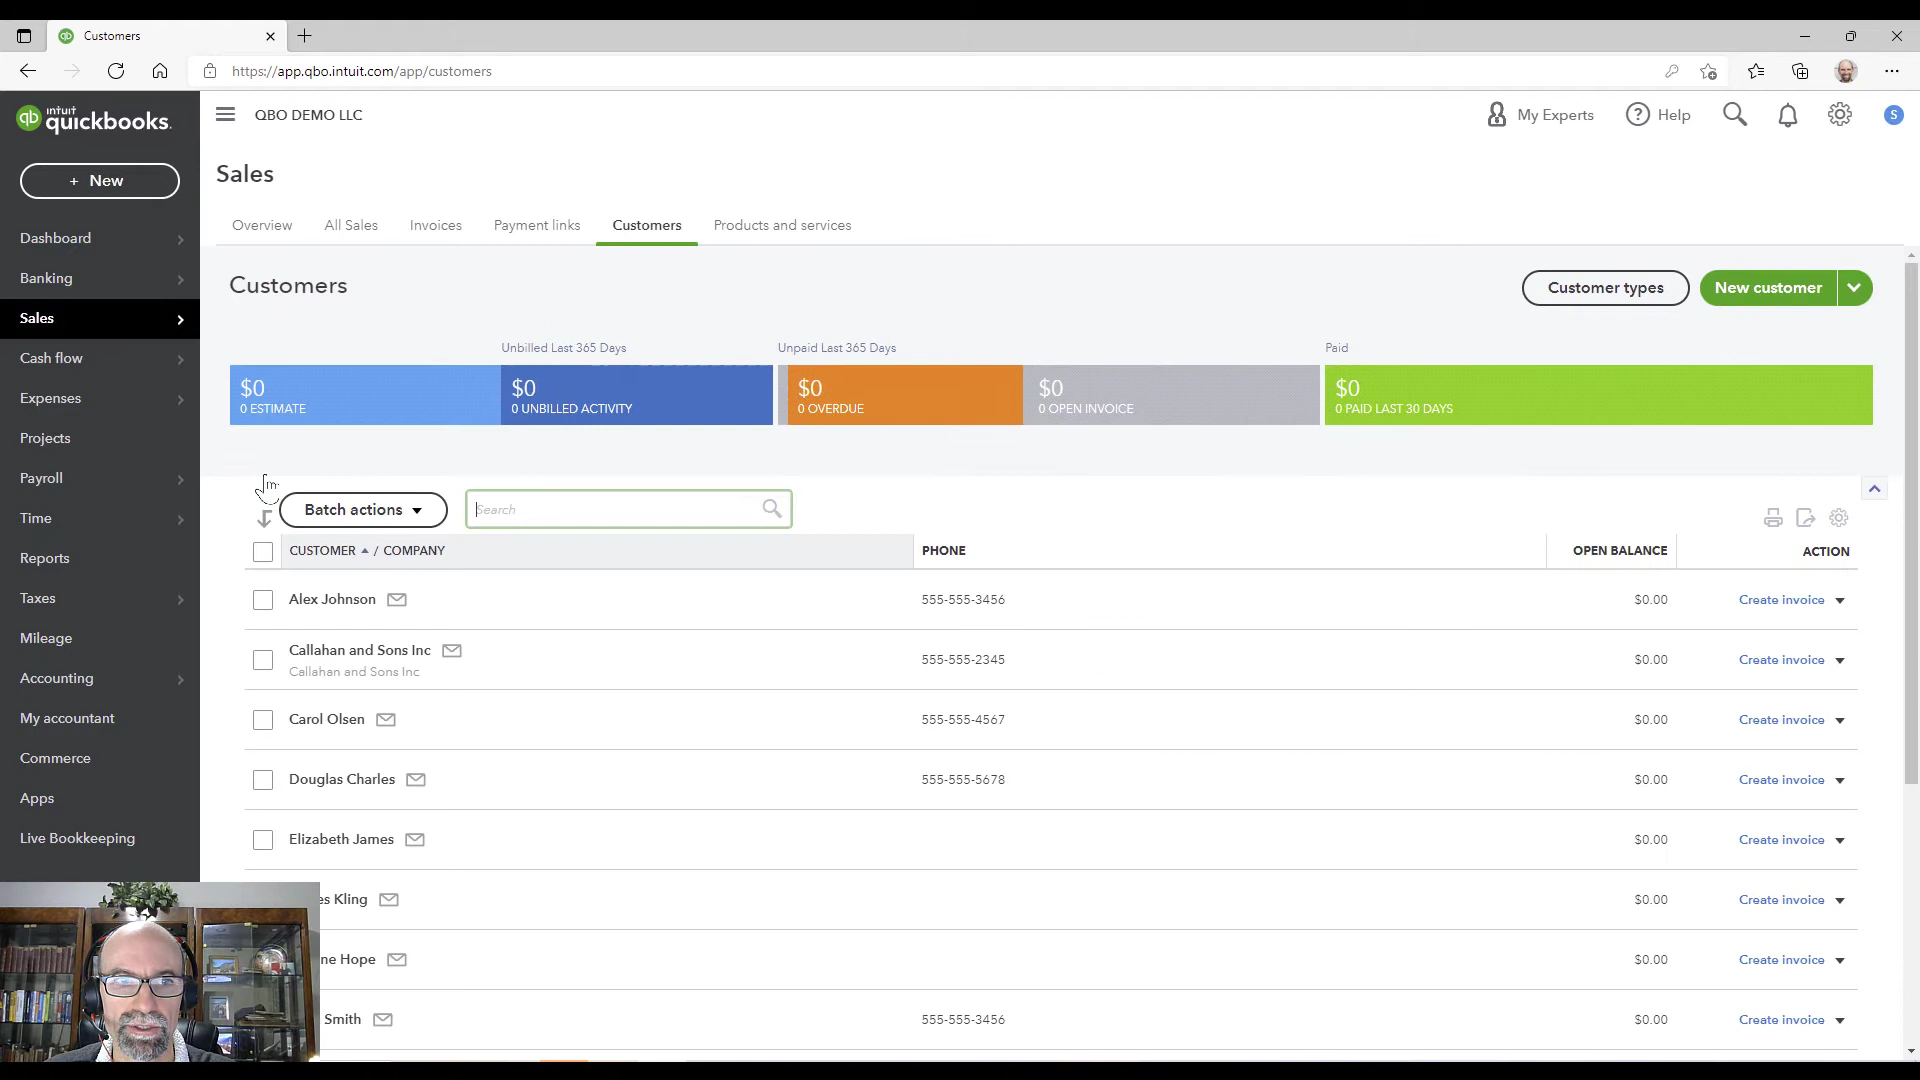 Customers
https://app.qbo.intuit.com/app/customers
intuit
quickbooks.
qb
QBO DEMO LLC
My Experts
? Help
S
+ New
Dashboard
Banking
Sales
Cash flow
Expenses
Projects
Payroll
Time
Reports
Taxes
Mileage
Accounting
My accountant
Commerce
Apps
Live Bookkeeping
Sales
Overview
All Sales
Invoices
Payment links
Customers
Products and services
Customers
Customer types
New customer
Unbilled Last 365 Days
Unpaid Last 365 Days
Paid
$0
0 ESTIMATE
$0
0 UNBILLED ACTIVITY
$0
0 OVERDUE
$0
0 OPEN INVOICE
$0
0 PAID LAST 30 DAYS
Batch actions
Search
CUSTOMER / COMPANY PHONE OPEN BALANCE ACTION
Alex Johnson 555-555-3456 $0.00 Create invoice
Callahan and Sons Inc 555-555-2345 $0.00 Create invoice
Callahan and Sons Inc
Carol Olsen 555-555-4567 $0.00 Create invoice
Douglas Charles 555-555-5678 $0.00 Create invoice
Elizabeth James $0.00 Create invoice
es Kling $0.00 Create invoice
ne Hope $0.00 Create invoice
Smith 555-555-3456 $0.00 Create invoice